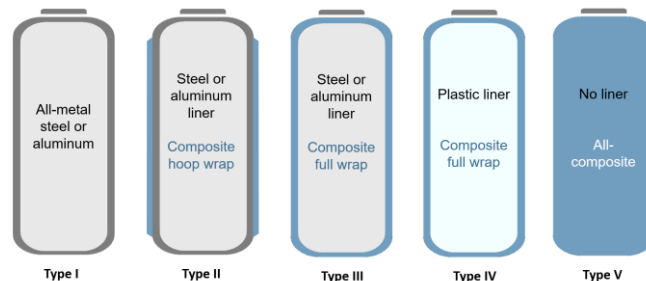 All-metal
steel or
aluminum
Steel or
aluminum
liner
Composite
hoop wrap
Steel or
aluminum
liner
Composite
full wrap
Plastic liner
Composite
full wrap
No liner
All-
composite
Type I
Type II
Type III
Type IV
Type V